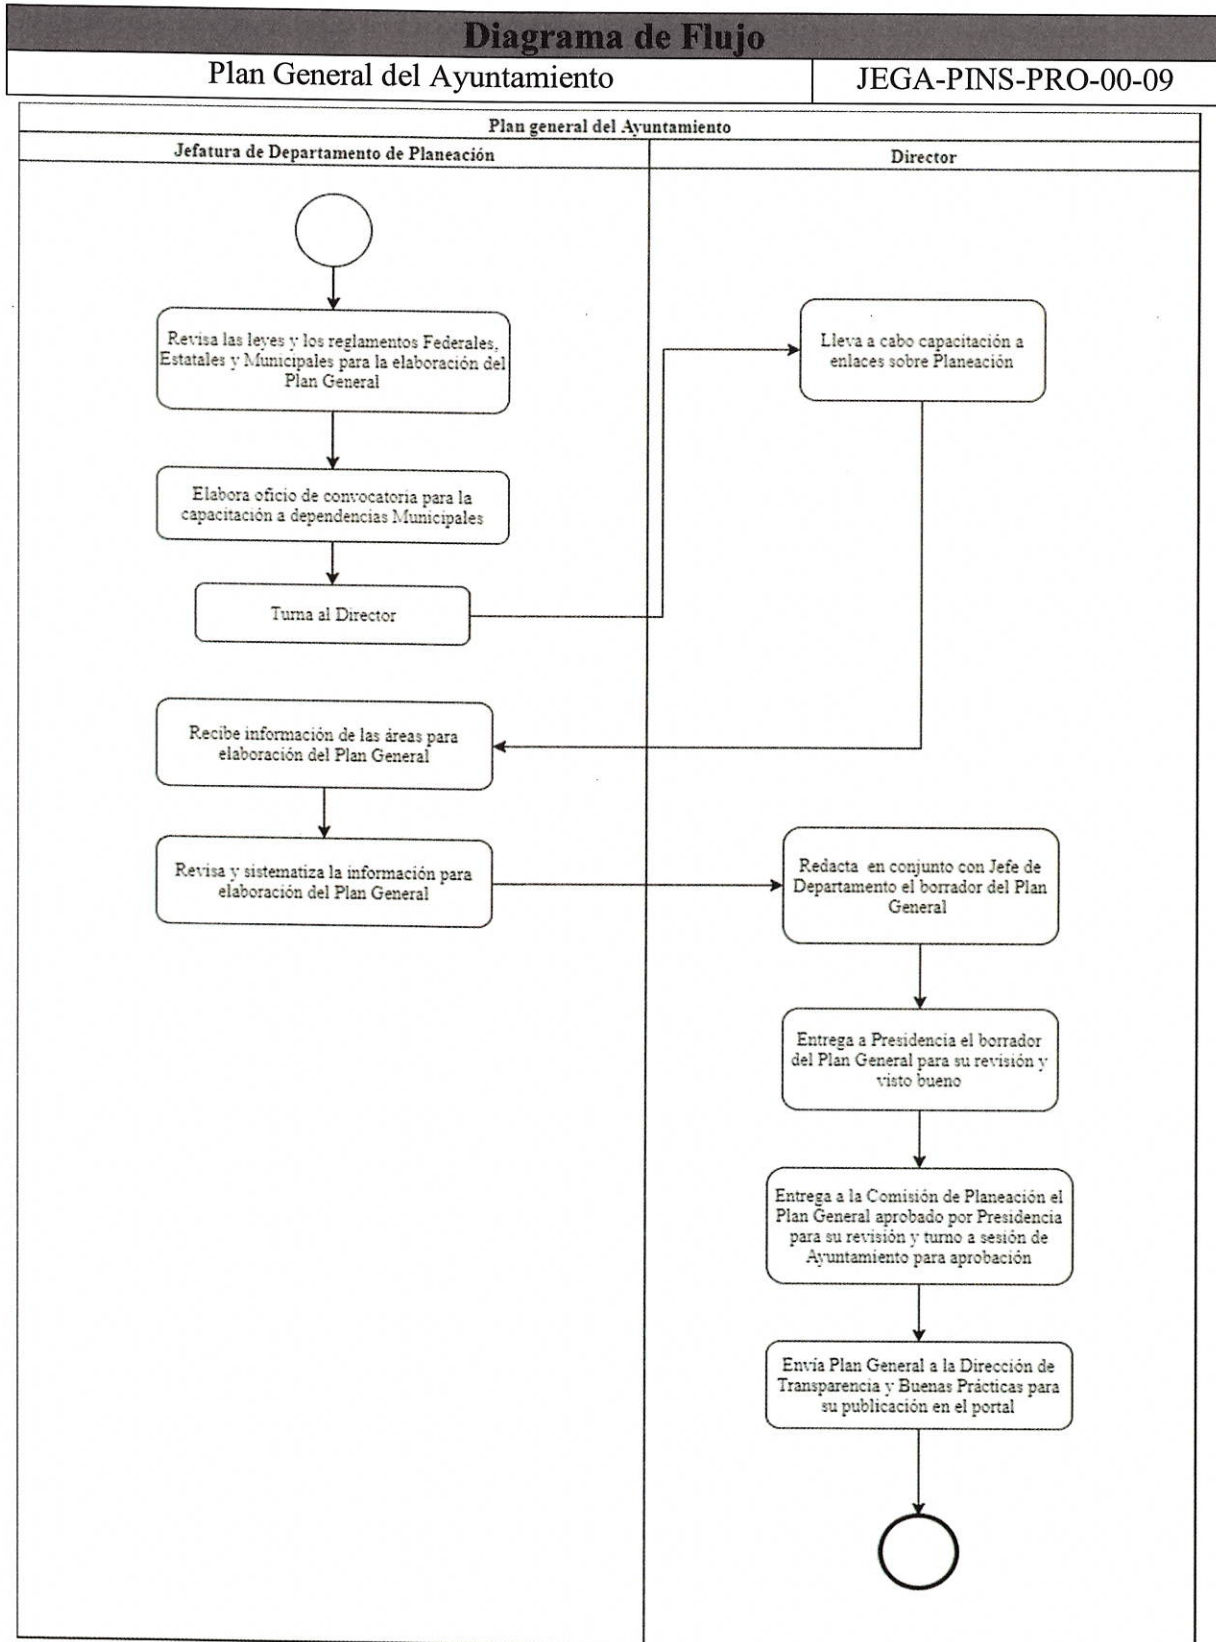 Diagrama de Flujo
Plan General del Ayuntamiento
JEGA-PINS-PRO-00-09
Plan general del Ayuntamiento
Jefatura de Departamento de Planeación
Director
Revisa las leyes y los reglamentos Federales,
Estatales y Municipales para la elaboración del
Plan General
Elabora oficio de convocatoria para la
capacitación a dependencias Municipales
Turna al Director
Lleva a cabo capacitación a
enlaces sobre Planeación
Recibe información de las áreas para
elaboración del Plan General
Revisa y sistematiza la información para
elaboración del Plan General
Redacta en conjunto con Jefe de
Departamento el borrador del Plan
General
Entrega a Presidencia el borrador
del Plan General para su revisión y
visto bueno
Entrega a la Comisión de Planeación el
Plan General aprobado por Presidencia
para su revisión y turno a sesión de
Ayuntamiento para aprobación
Envía Plan General a la Dirección de
Transparencia y Buenas Prácticas para
su publicación en el portal